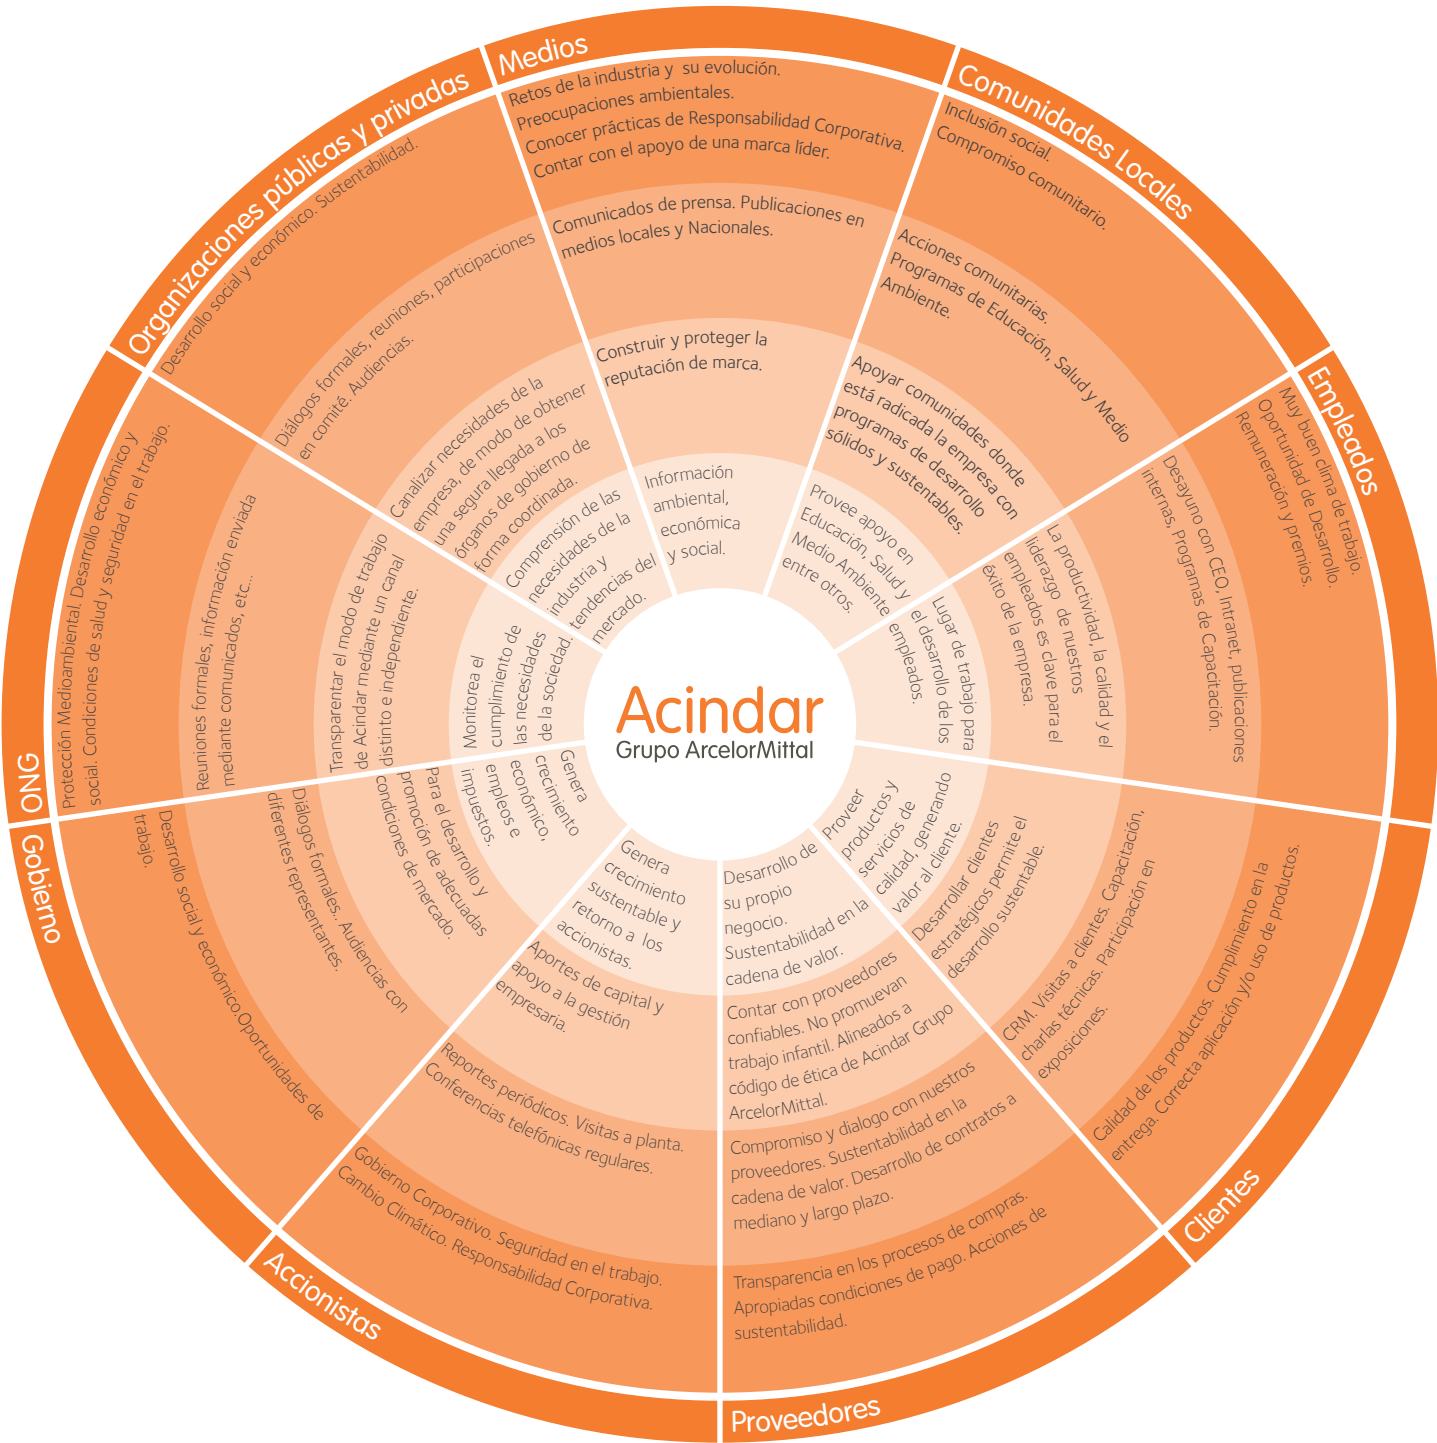 Acindar
Grupo ArcelorMittal
Medios
Retos de la industria y su evolución.
Preocupaciones ambientales.
Conocer prácticas de Responsabilidad Corporativa.
Contar con el apoyo de una marca líder.
Comunicados de prensa. Publicaciones en
medios locales y Nacionales.
Construir y proteger la
reputación de marca.
Información
ambiental,
económica
y social.
Comunidades Locales
Inclusión social.
Compromiso comunitario.
Acciones comunitarias.
Programas de Educación, Salud y Medio
Ambiente.
Apoyar comunidades donde
está radicada la empresa con
programas de desarrollo
sólidos y sustentables.
Provee apoyo en
Educación, Salud y
Medio Ambiente
entre otros.
Empleados
Muy buen clima de trabajo.
Oportunidad de Desarrollo.
Remuneración y premios.
Desayuno con CEO, Intranet, publicaciones
internas, Programas de Capacitación.
La productividad, la calidad y el
liderazgo de nuestros
empleados es clave para el
éxito de la empresa.
Lugar de trabajo para
el desarrollo de los
empleados.
Clientes
Calidad de los productos. Cumplimiento en la
entrega. Correcta aplicación y/o uso de productos.
CRM. Visitas a clientes. Capacitación,
charlas técnicas. Participación en
exposiciones.
Desarrollar clientes
estratégicos permite el
desarrollo sustentable.
Proveer
productos y
servicios de
calidad, generando
valor al cliente.
Proveedores
Desarrollo de
su propio
negocio.
Sustentabilidad en la
cadena de valor.
Contar con proveedores
confiables. No promuevan
trabajo infantil. Alineados a
código de ética de Acindar Grupo
ArcelorMittal.
Compromiso y dialogo con nuestros
proveedores. Sustentabilidad en la
cadena de valor. Desarrollo de contratos a
mediano y largo plazo.
Transparencia en los procesos de compras.
Apropiadas condiciones de pago. Acciones de
sustentabilidad.
Accionistas
Genera
crecimiento
sustentable y
retorno a los
accionistas.
Aportes de capital y
apoyo a la gestión
empresaria.
Reportes periódicos. Visitas a planta.
Conferencias telefónicas regulares.
Gobierno Corporativo. Seguridad en el trabajo.
Cambio Climático. Responsabilidad Corporativa.
Gobierno
Genera
crecimiento
económico,
empleos e
impuestos.
Para el desarrollo y
promoción de adecuadas
condiciones de mercado.
Diálogos formales.. Audiencias con
diferentes representantes.
Desarrollo social y económico.Oportunidades de
trabajo.
ONG
Protección Medioambiental. Desarrollo económico y
social. Condiciones de salud y seguridad en el trabajo.
Reuniones formales, información enviada
mediante comunicados, etc...
Transparentar el modo de trabajo
de Acindar mediante un canal
distinto e independiente.
Monitorea el
cumplimiento de
las necesidades
de la sociedad.
Organizaciones públicas y privadas
Desarrollo social y económico. Sustentabilidad.
Diálogos formales, reuniones, participaciones
en comité. Audiencias.
Canalizar necesidades de la
empresa, de modo de obtener
una segura llegada a los
órganos de gobierno de
forma coordinada.
Comprensión de las
necesidades de la
industria y
tendencias del
mercado.